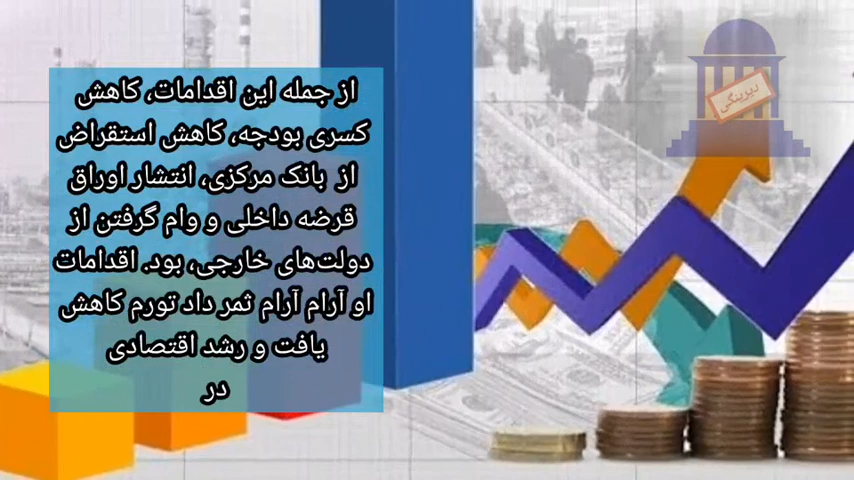 از جمله این اقدامات، کاهش
کسری بودجه، کاهش استقراض
از بانک مرکزی، انتشار اوراق
قرضه داخلی و وام گرفتن از
دولت‌های خارجی، بود. اقدامات
او آرام آرام ثمر داد تورم کاهش
یافت و رشد اقتصادی
در
دیرینگی